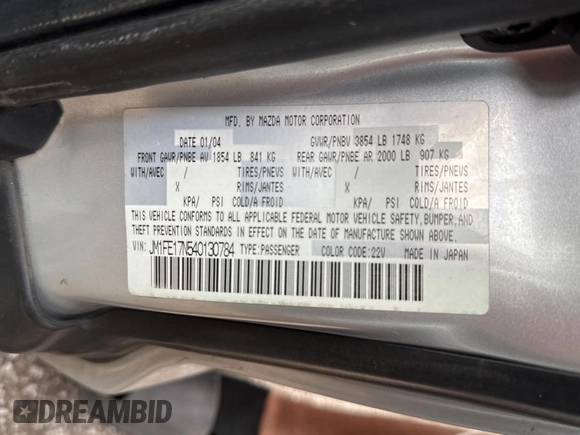 MFD. BY MAZDA MOTOR CORPORATION
DATE 01/04 GVWR/PNBV 3854 LB 1748 KG
FRONT GAWR/PNBE AV 1854 LB 841 KG REAR GAWR/PNBE AR 2000 LB 907 KG
WITH/AVEC / TIRES/PNEVS WITH/AVEC / TIRES/PNEVS
X RIMS/JANTES X RIMS/JANTES
KPA/ PSI COLD/A FROID KPA/ PSI COLD/A FROID
THIS VEHICLE CONFORMS TO ALL APPLICABLE FEDERAL MOTOR VEHICLE SAFETY, BUMPER, AND
THEFT PREVENTION STANDARDS IN EFFECT ON THE DATE OF MANUFACTURE SHOWN ABOVE.
VIN: JM1FE17N540130784 TYPE:PASSENGER COLOR CODE:22V MADE IN JAPAN
DREAMBID